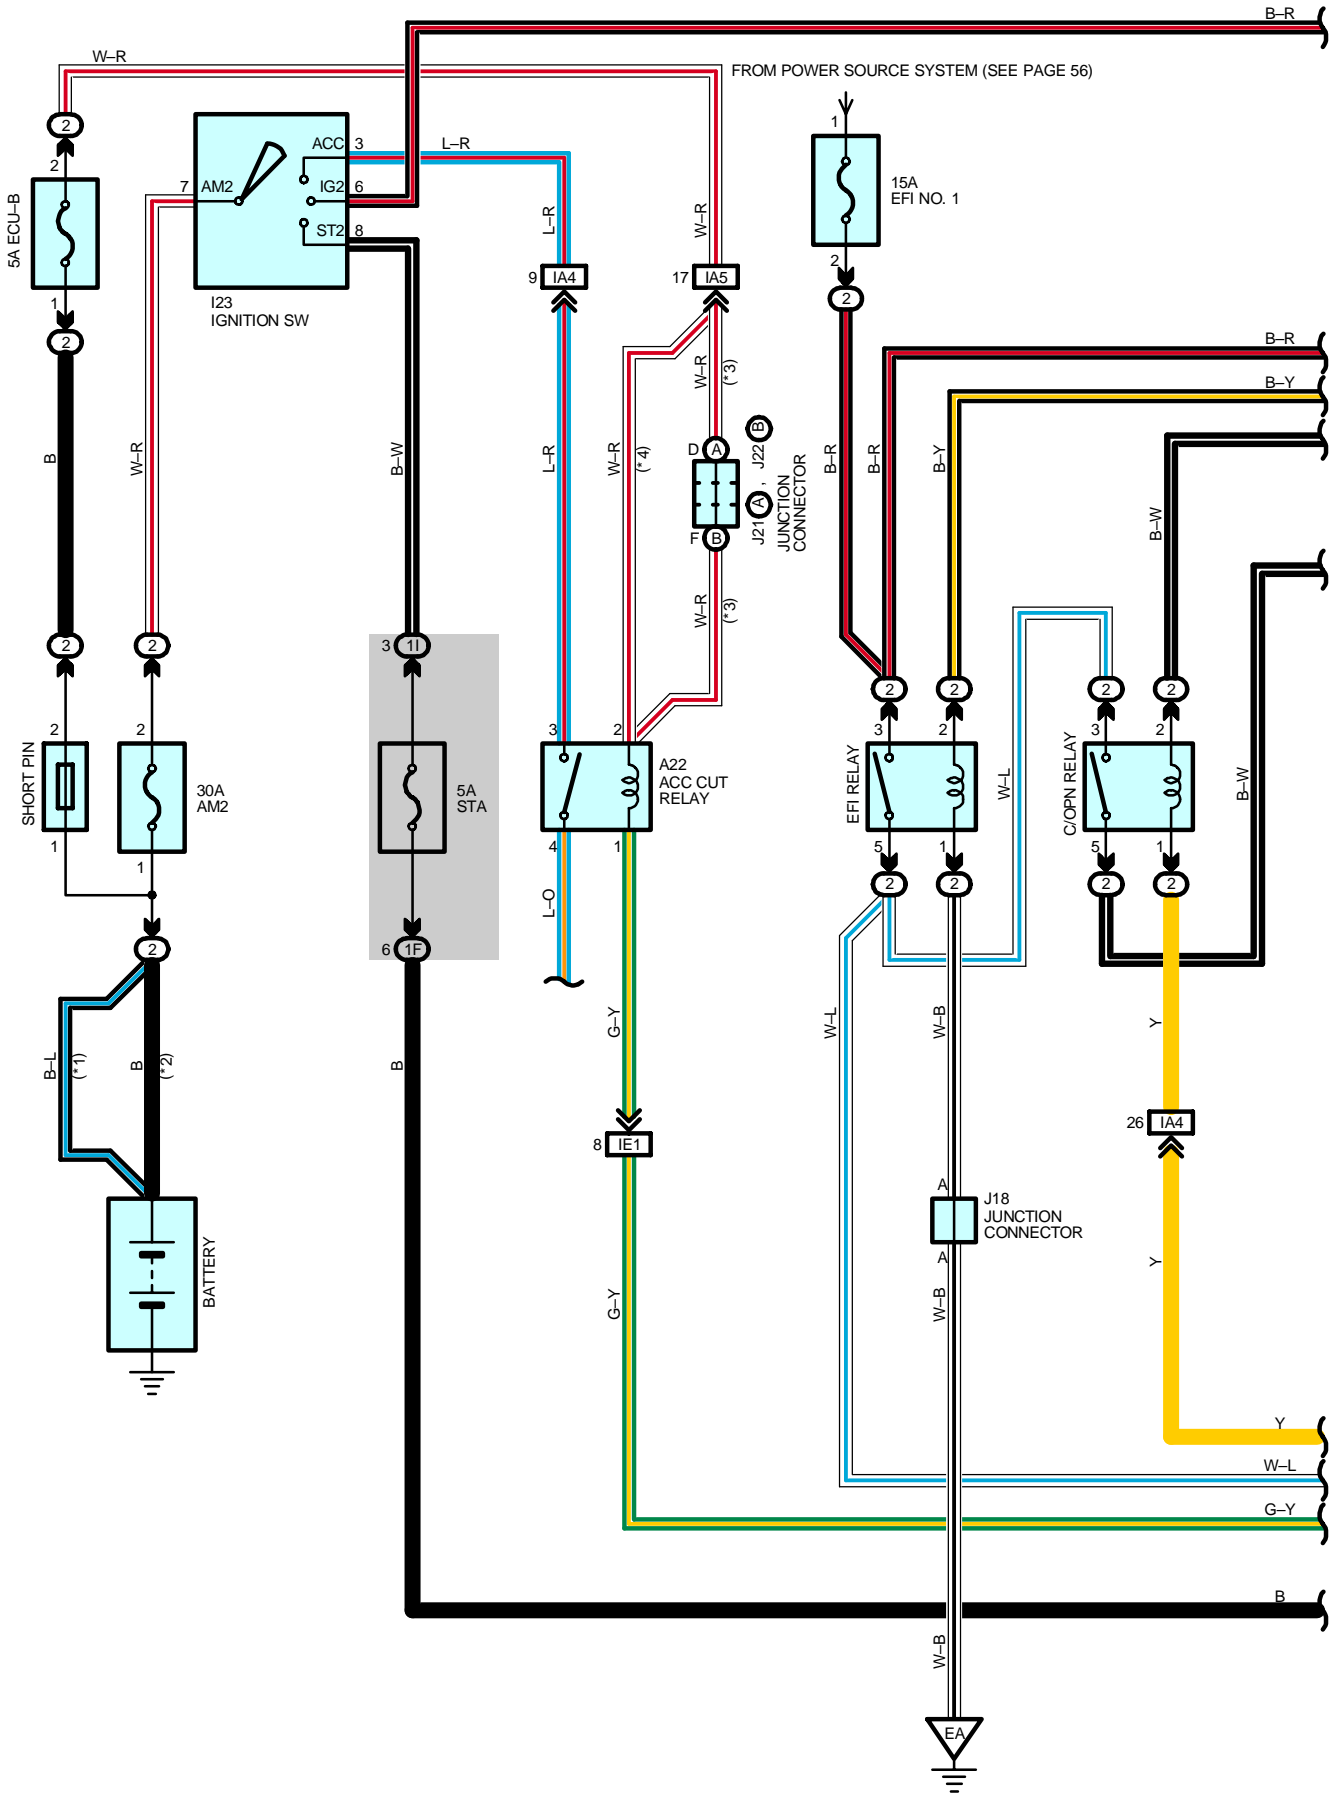 B–R
W–R
FROM POWER SOURCE SYSTEM (SEE PAGE 56)
2
2
5A ECU–B
1
2
B
7
AM2
ACC
3
IG2
6
ST2
8
I23
IGNITION SW
L–R
L–R
W–R
9
IA4
17
IA5
1
15A
EFI NO. 1
2
2
B–R
B–Y
W–R
B–W
L–R
W–R
(*4)
W–R
(*3)
D
A
J21 A , J22 B
JUNCTION
CONNECTOR
F
B
W–R
(*3)
B–R
B–R
B–Y
B–W
2
2
3
1I
2
2
2
2
2
2
3
2
3
2
3
2
SHORT PIN
30A
AM2
5A
STA
A22
ACC CUT
RELAY
EFI RELAY
W–L
C/OPN RELAY
B–W
1
1
4
1
5
1
5
1
2
2
2
2
L–O
2
6
1F
B–L
(*1)
B
(*2)
B
G–Y
W–L
W–B
Y
8
IE1
26
IA4
A
J18
JUNCTION
CONNECTOR
A
BATTERY
G–Y
W–B
Y
Y
W–L
G–Y
B
W–B
EA